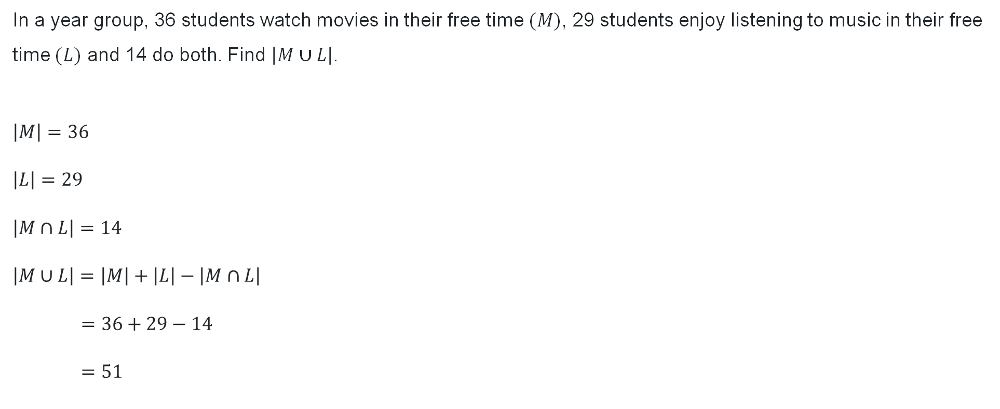 In a year group, 36 students watch movies in their free time (M), 29 students enjoy listening to music in their free
time (L) and 14 do both. Find |M ∪ L|.
|M| = 36
|L| = 29
|M ∩ L| = 14
|M ∪ L| = |M| + |L| − |M ∩ L|
= 36 + 29 − 14
= 51